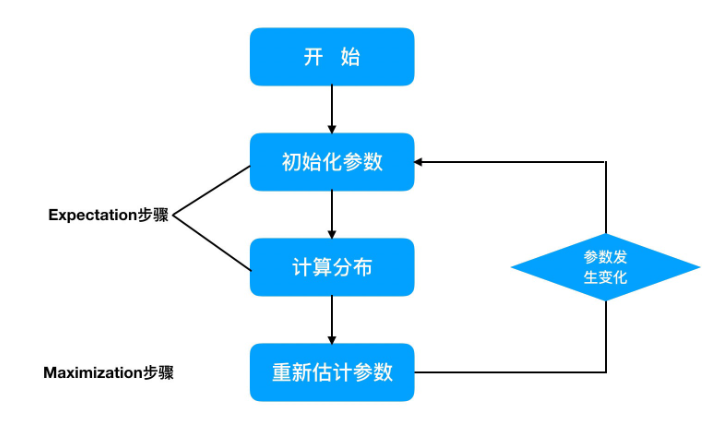 开 始
初始化参数
Expectation步骤
计算分布
参数发
生变化
Maximization步骤
重新估计参数